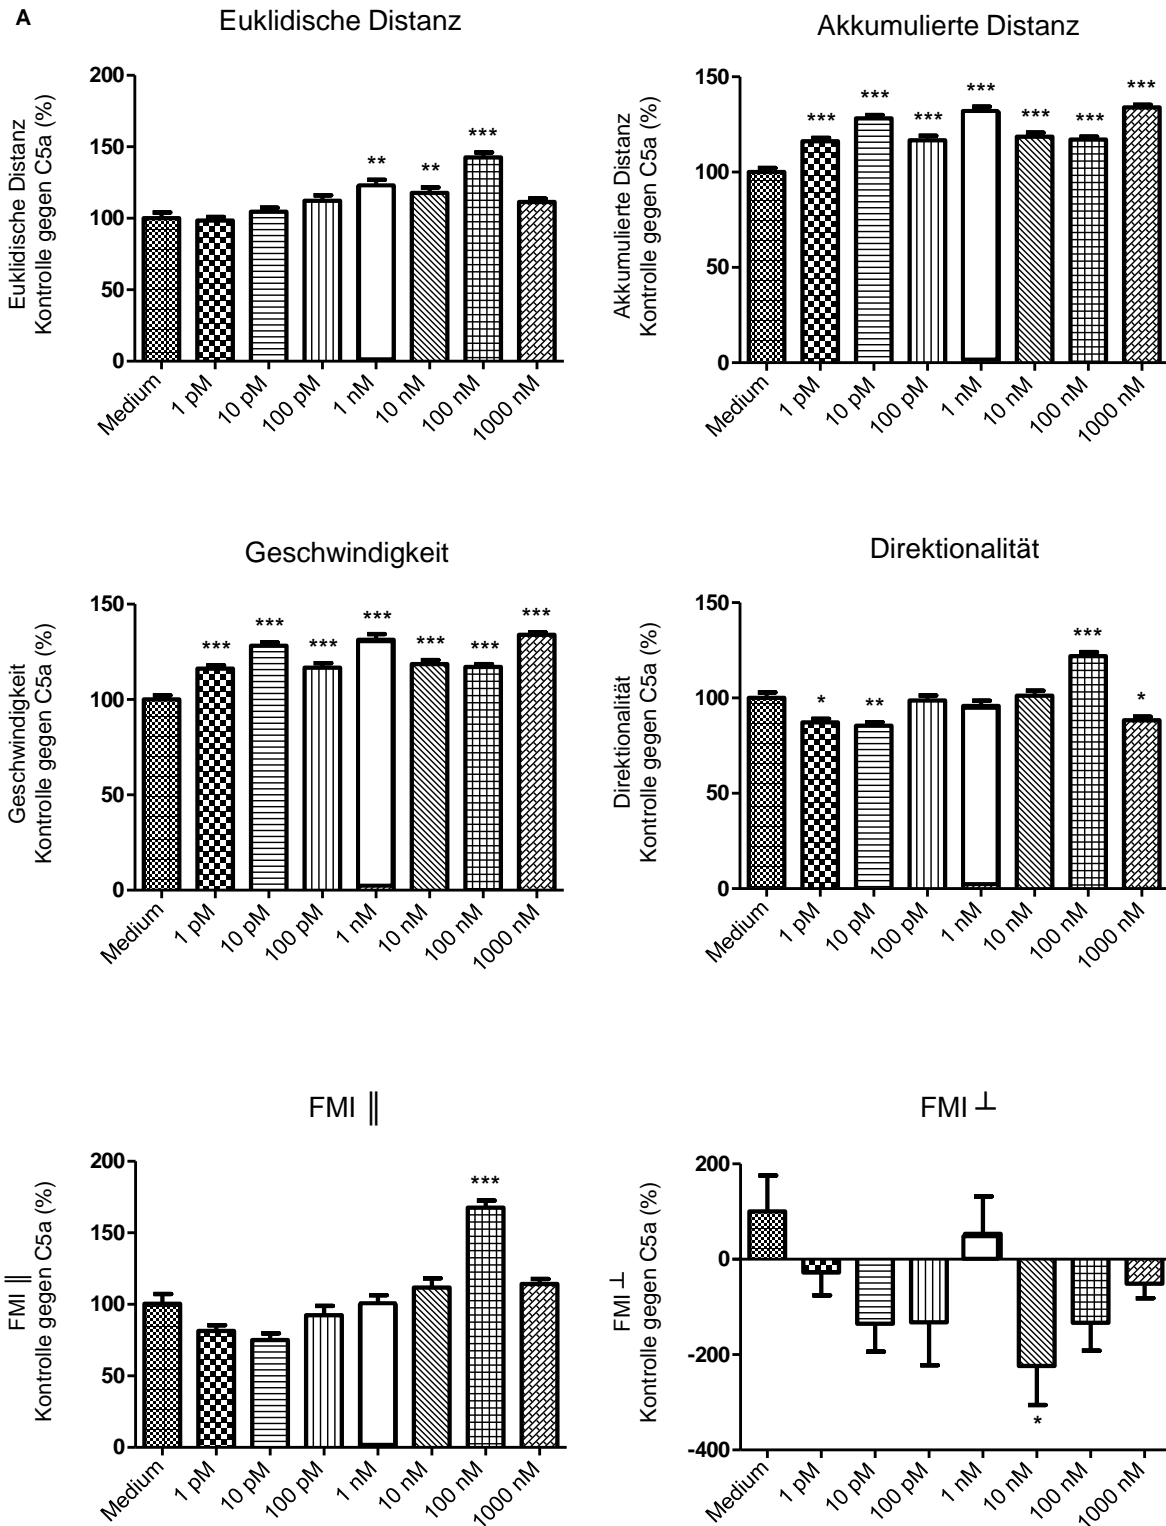 A
Euklidische Distanz
Euklidische Distanz
Kontrolle gegen C5a (%)
200
150
100
50
0
** ** ***
Medium 1 pM 10 pM 100 pM 1 nM 10 nM 100 nM 1000 nM
Akkumulierte Distanz
Akkumulierte Distanz
Kontrolle gegen C5a (%)
150
100
50
0
*** *** *** *** *** *** ***
Medium 1 pM 10 pM 100 pM 1 nM 10 nM 100 nM 1000 nM
Geschwindigkeit
Geschwindigkeit
Kontrolle gegen C5a (%)
150
100
50
0
*** *** *** *** *** *** ***
Medium 1 pM 10 pM 100 pM 1 nM 10 nM 100 nM 1000 nM
Direktionalität
Direktionalität
Kontrolle gegen C5a (%)
150
100
50
0
* ** *** *
Medium 1 pM 10 pM 100 pM 1 nM 10 nM 100 nM 1000 nM
FMI ║
FMI ║
Kontrolle gegen C5a (%)
200
150
100
50
0
***
Medium 1 pM 10 pM 100 pM 1 nM 10 nM 100 nM 1000 nM
FMI ┴
FMI ┴
Kontrolle gegen C5a (%)
200
0
-200
-400
*
Medium 1 pM 10 pM 100 pM 1 nM 10 nM 100 nM 1000 nM